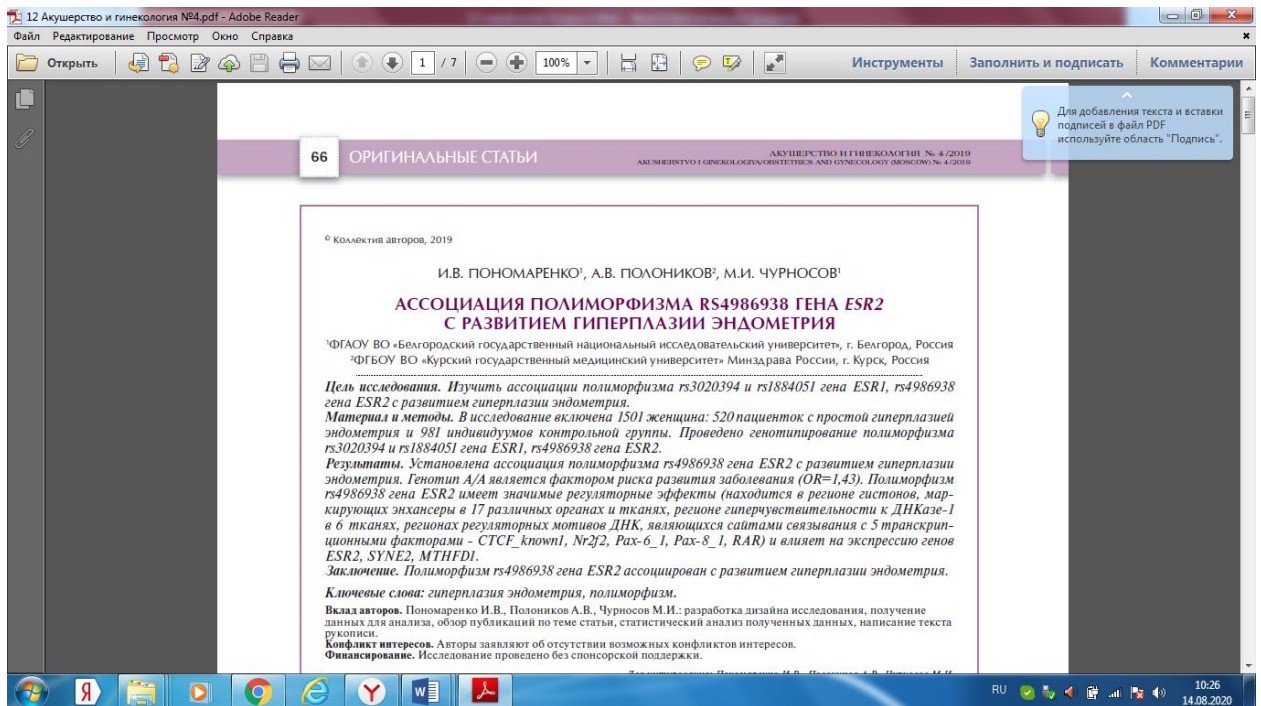 12 Акушерство и гинекология №4.pdf - Adobe Reader
Файл Редактирование Просмотр Окно Справка
Открыть 1 / 7 100% Инструменты Заполнить и подписать Комментарии
Для добавления текста и вставки
подписей в файл PDF
используйте область "Подпись".
66 ОРИГИНАЛЬНЫЕ СТАТЬИ
АКУШЕРСТВО И ГИНЕКОЛОГИЯ № 4 /2019
AKUSHERSTVO I GINEKOLOGIYA/OBSTETRICS AND GYNECOLOGY (MOSCOW) № 4 /2019
© Коллектив авторов, 2019
И.В. ПОНОМАРЕНКО¹, А.В. ПОЛОНИКОВ², М.И. ЧУРНОСОВ¹
АССОЦИАЦИЯ ПОЛИМОРФИЗМА RS4986938 ГЕНА ESR2
С РАЗВИТИЕМ ГИПЕРПЛАЗИИ ЭНДОМЕТРИЯ
¹ФГАОУ ВО «Белгородский государственный национальный исследовательский университет», г. Белгород, Россия
²ФГБОУ ВО «Курский государственный медицинский университет» Минздрава России, г. Курск, Россия
Цель исследования. Изучить ассоциации полиморфизма rs3020394 и rs1884051 гена ESR1, rs4986938
гена ESR2 с развитием гиперплазии эндометрия.
Материал и методы. В исследование включена 1501 женщина: 520 пациенток с простой гиперплазией
эндометрия и 981 индивидуумов контрольной группы. Проведено генотипирование полиморфизма
rs3020394 и rs1884051 гена ESR1, rs4986938 гена ESR2.
Результаты. Установлена ассоциация полиморфизма rs4986938 гена ESR2 с развитием гиперплазии
эндометрия. Генотип А/А является фактором риска развития заболевания (OR=1,43). Полиморфизм
rs4986938 гена ESR2 имеет значимые регуляторные эффекты (находится в регионе гистонов, мар-
кирующих энхансеры в 17 различных органах и тканях, регионе гиперчувствительности к ДНКазе-1
в 6 тканях, регионах регуляторных мотивов ДНК, являющихся сайтами связывания с 5 транскрип-
ционными факторами - CTCF_known1, Nr2f2, Pax-6_1, Pax-8_1, RAR) и влияет на экспрессию генов
ESR2, SYNE2, MTHFD1.
Заключение. Полиморфизм rs4986938 гена ESR2 ассоциирован с развитием гиперплазии эндометрия.
Ключевые слова: гиперплазия эндометрия, полиморфизм.
Вклад авторов. Пономаренко И.В., Полоников А.В., Чурносов М.И.: разработка дизайна исследования, получение
данных для анализа, обзор публикаций по теме статьи, статистический анализ полученных данных, написание текста
рукописи.
Конфликт интересов. Авторы заявляют об отсутствии возможных конфликтов интересов.
Финансирование. Исследование проведено без спонсорской поддержки.
RU 10:26
14.08.2020